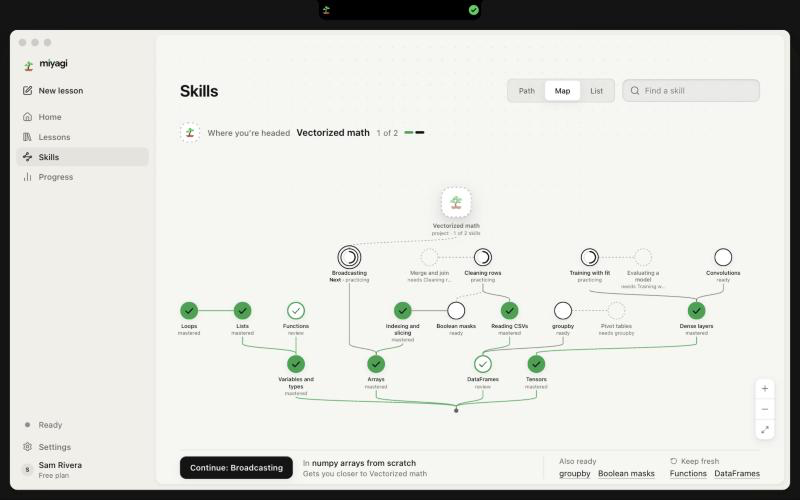 miyagi
New lesson
Home
Lessons
Skills
Progress
Ready
Settings
S
Sam Rivera
Free plan
Skills
Path
Map
List
Find a skill
Where you're headed Vectorized math 1 of 2
Vectorized math
project · 1 of 2 skills
Broadcasting
Next · practicing
Merge and join
needs Cleaning r...
Cleaning rows
practicing
Training with fit
practicing
Evaluating a
model
needs Training w...
Convolutions
ready
Loops
mastered
Lists
mastered
Functions
review
Indexing and
slicing
mastered
Boolean masks
ready
Reading CSVs
mastered
groupby
ready
Pivot tables
needs groupby
Dense layers
mastered
Variables and
types
mastered
Arrays
mastered
DataFrames
review
Tensors
mastered
Continue: Broadcasting
In numpy arrays from scratch
Gets you closer to Vectorized math
Also ready
groupby Boolean masks
Keep fresh
Functions DataFrames